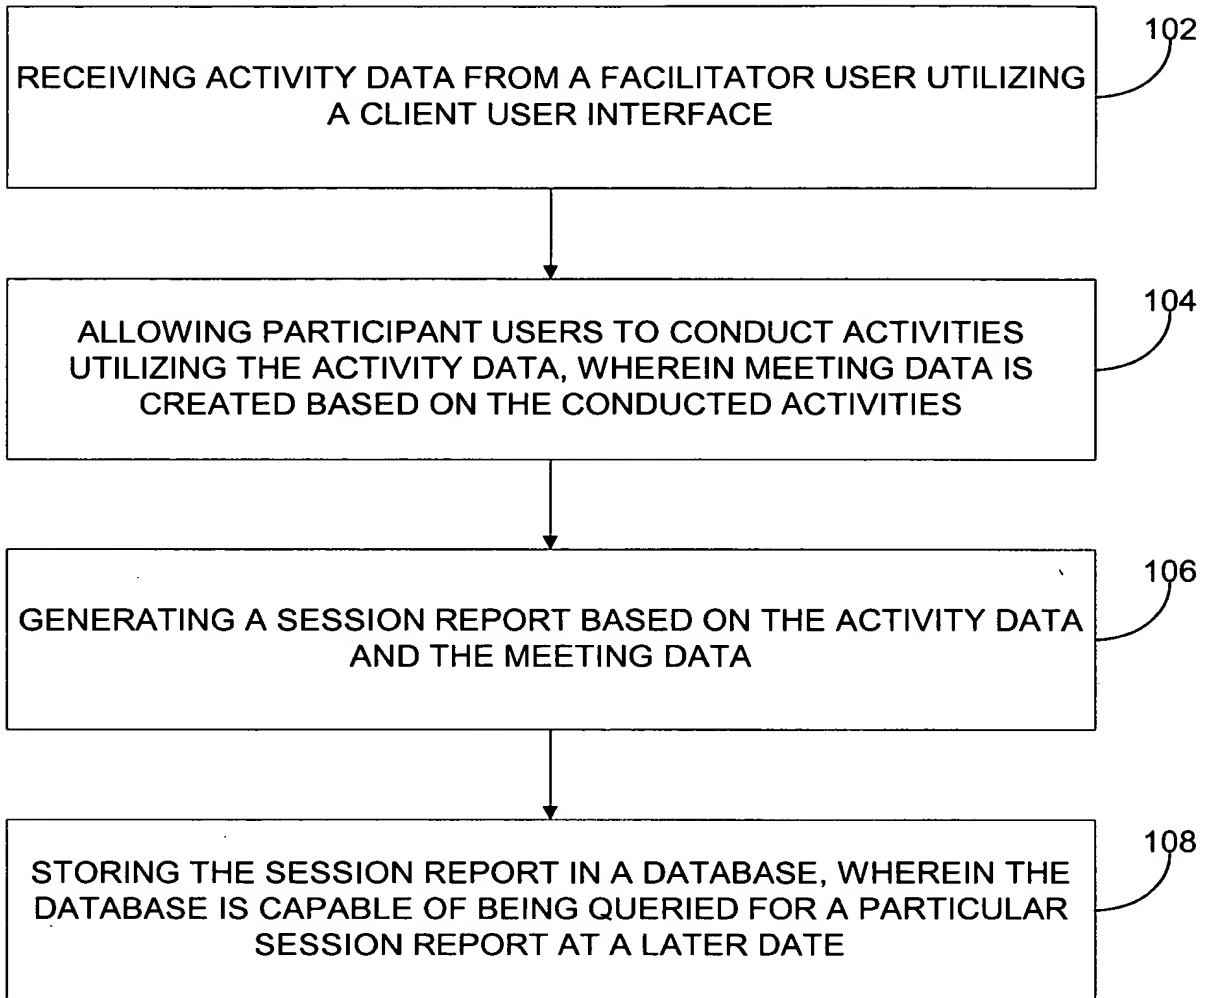 102
RECEIVING ACTIVITY DATA FROM A FACILITATOR USER UTILIZING
A CLIENT USER INTERFACE
104
ALLOWING PARTICIPANT USERS TO CONDUCT ACTIVITIES
UTILIZING THE ACTIVITY DATA, WHEREIN MEETING DATA IS
CREATED BASED ON THE CONDUCTED ACTIVITIES
106
GENERATING A SESSION REPORT BASED ON THE ACTIVITY DATA
AND THE MEETING DATA
108
STORING THE SESSION REPORT IN A DATABASE, WHEREIN THE
DATABASE IS CAPABLE OF BEING QUERIED FOR A PARTICULAR
SESSION REPORT AT A LATER DATE